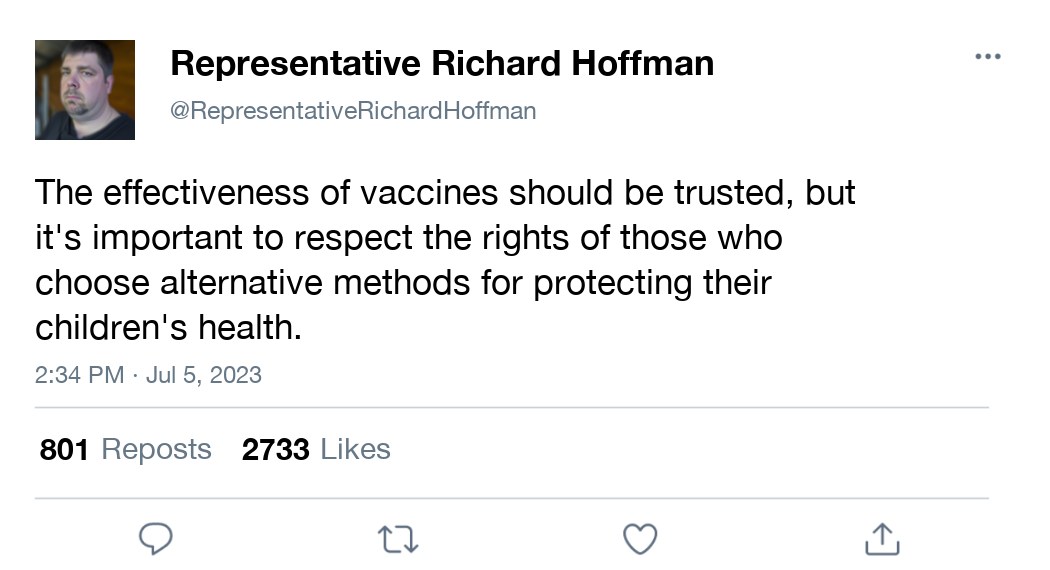 Representative Richard Hoffman
@RepresentativeRichardHoffman
The effectiveness of vaccines should be trusted, but
it's important to respect the rights of those who
choose alternative methods for protecting their
children's health.
2:34 PM · Jul 5, 2023
801 Reposts 2733 Likes